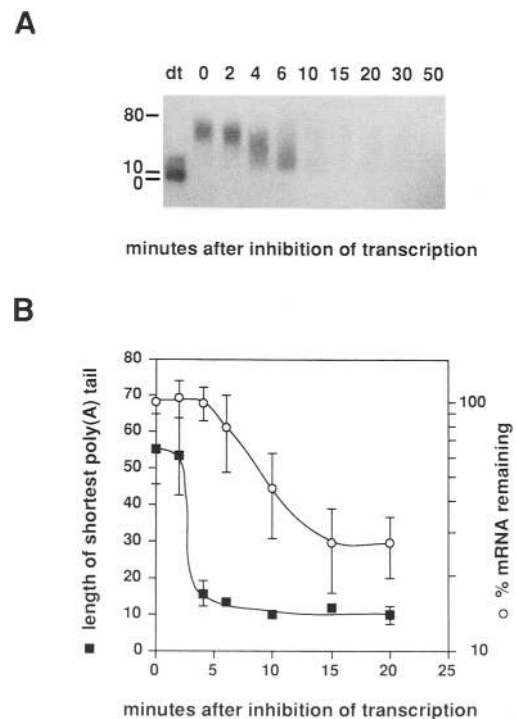 A
dt 0 2 4 6 10 15 20 30 50
80
10
0
minutes after inhibition of transcription
B
80
70
60
50
40
30
20
10
0
■ length of shortest poly(A) tail
100
10
○ % mRNA remaining
0 5 10 15 20 25
minutes after inhibition of transcription